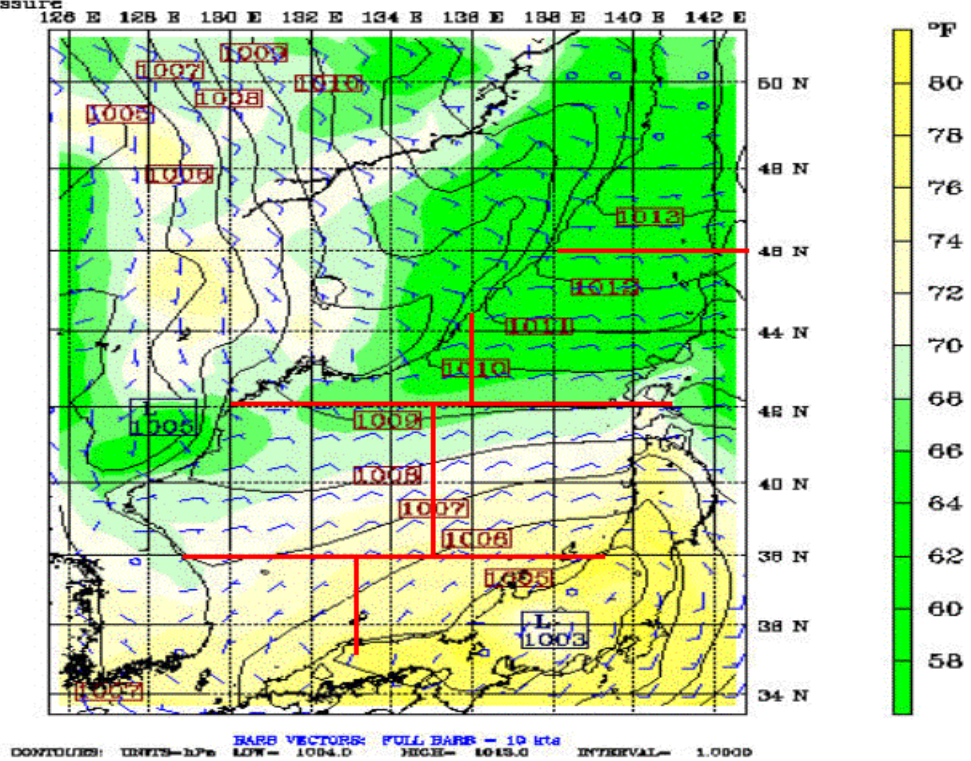 ssure
126 E 128 E 130 E 132 E 134 E 136 E 138 E 140 E 142 E
°F
1009
1007
1010
50 N
80
1008
1005
78
1006
48 N
76
1013
46 N
74
1012
72
1011
44 N
70
1010
68
L
1005
1009
42 N
66
1008
40 N
64
1007
1006
38 N
62
1005
60
L
1003
36 N
58
1007
34 N
BARB VECTORS: FULL BARB = 10 kts
CONTOURS: UNITS=hPa LOW= 1004.0 HIGH= 1013.0 INTERVAL= 1.0000